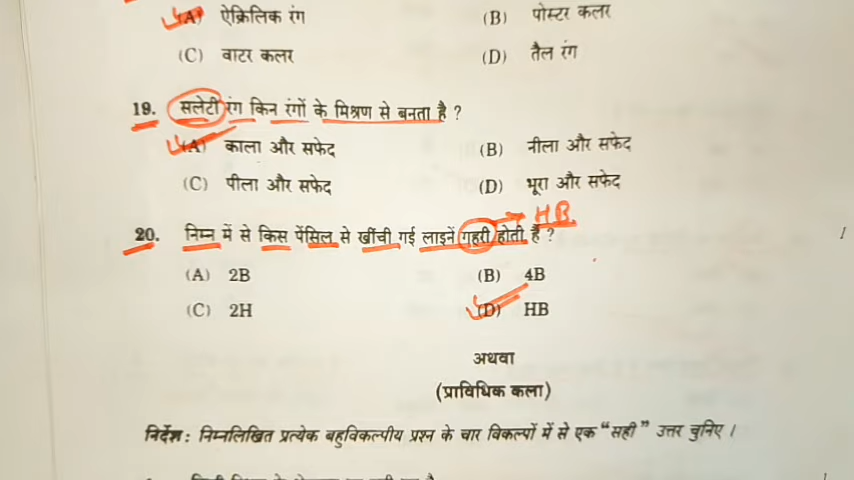 (A) ऐक्रिलिक रंग (B) पोस्टर कलर
(C) वाटर कलर (D) तैल रंग
19. सलेटी रंग किन रंगों के मिश्रण से बनता है ?
(A) काला और सफेद (B) नीला और सफेद
(C) पीला और सफेद (D) भूरा और सफेद
HB.
20. निम्न में से किस पेंसिल से खींची गई लाइनें गहरी होती हैं ? 1
(A) 2B (B) 4B
(C) 2H (D) HB
अथवा
(प्राविधिक कला)
निर्देश : निम्नलिखित प्रत्येक बहुविकल्पीय प्रश्न के चार विकल्पों में से एक “सही” उत्तर चुनिए ।